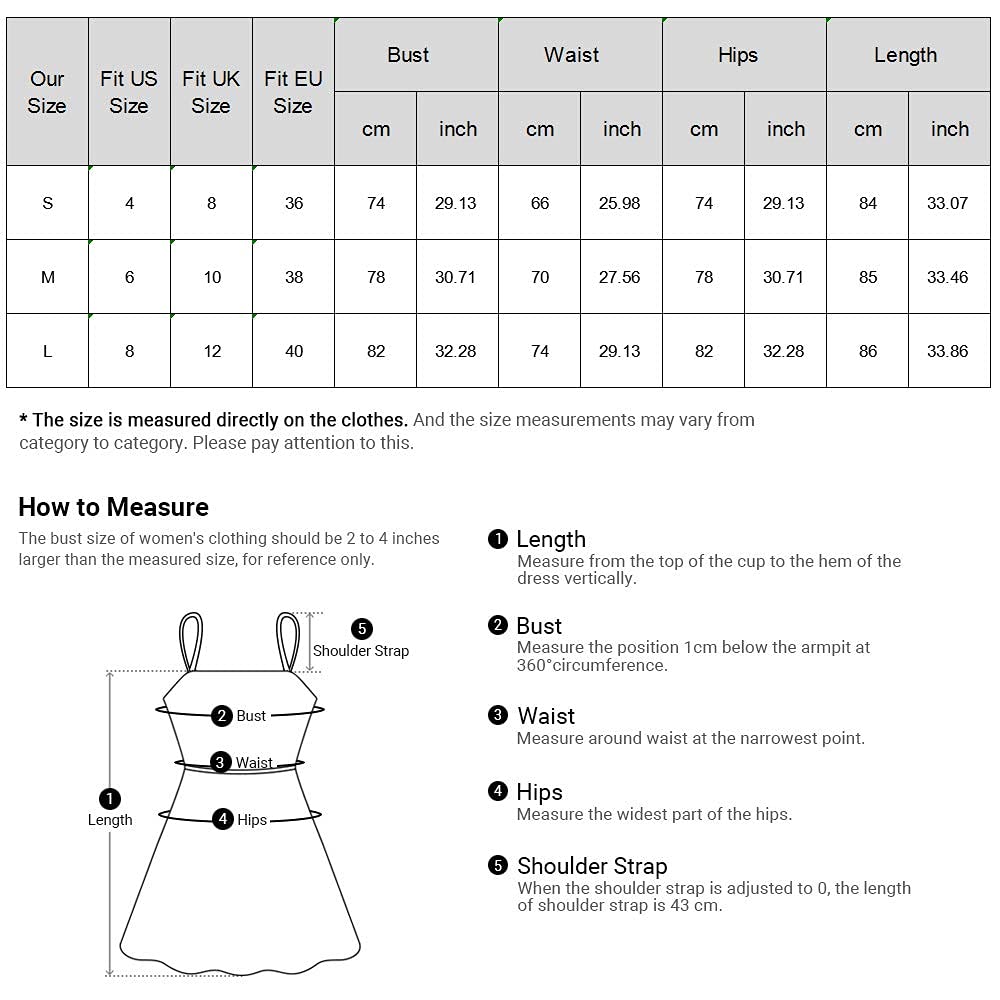 Our Size Fit US Size Fit UK Size Fit EU Size Bust Waist Hips Length
cm inch cm inch cm inch cm inch
S 4 8 36 74 29.13 66 25.98 74 29.13 84 33.07
M 6 10 38 78 30.71 70 27.56 78 30.71 85 33.46
L 8 12 40 82 32.28 74 29.13 82 32.28 86 33.86
* The size is measured directly on the clothes. And the size measurements may vary from
category to category. Please pay attention to this.
How to Measure
The bust size of women's clothing should be 2 to 4 inches
larger than the measured size, for reference only.
5
Shoulder Strap
2 Bust
3 Waist
1
Length
4 Hips
1 Length
Measure from the top of the cup to the hem of the
dress vertically.
2 Bust
Measure the position 1cm below the armpit at
360°circumference.
3 Waist
Measure around waist at the narrowest point.
4 Hips
Measure the widest part of the hips.
5 Shoulder Strap
When the shoulder strap is adjusted to 0, the length
of shoulder strap is 43 cm.